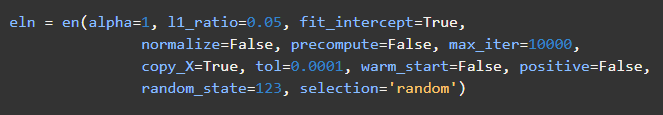 eln = en(alpha=1, l1_ratio=0.05, fit_intercept=True,
normalize=False, precompute=False, max_iter=10000,
copy_X=True, tol=0.0001, warm_start=False, positive=False,
random_state=123, selection='random')